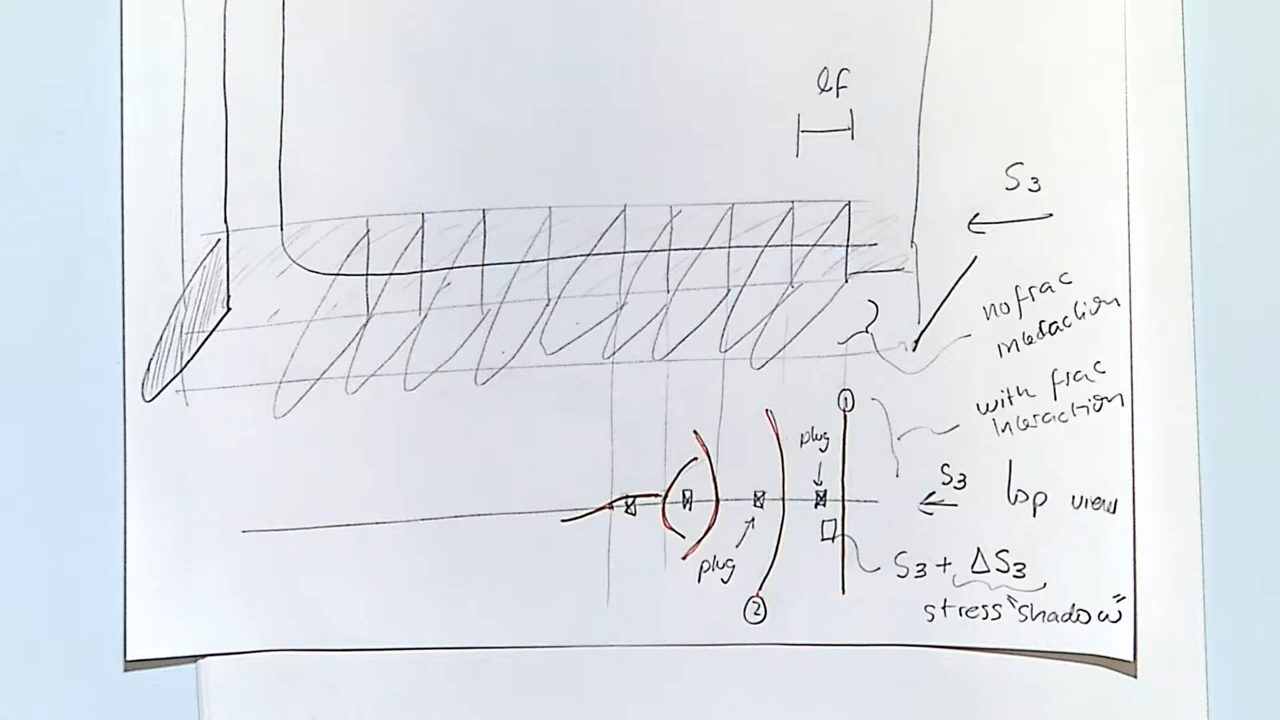 lf
S3
no frac
interaction
with frac
Interaction
①
plug
S3
top view
plug
S3 + ΔS3
②
stress "shadow"